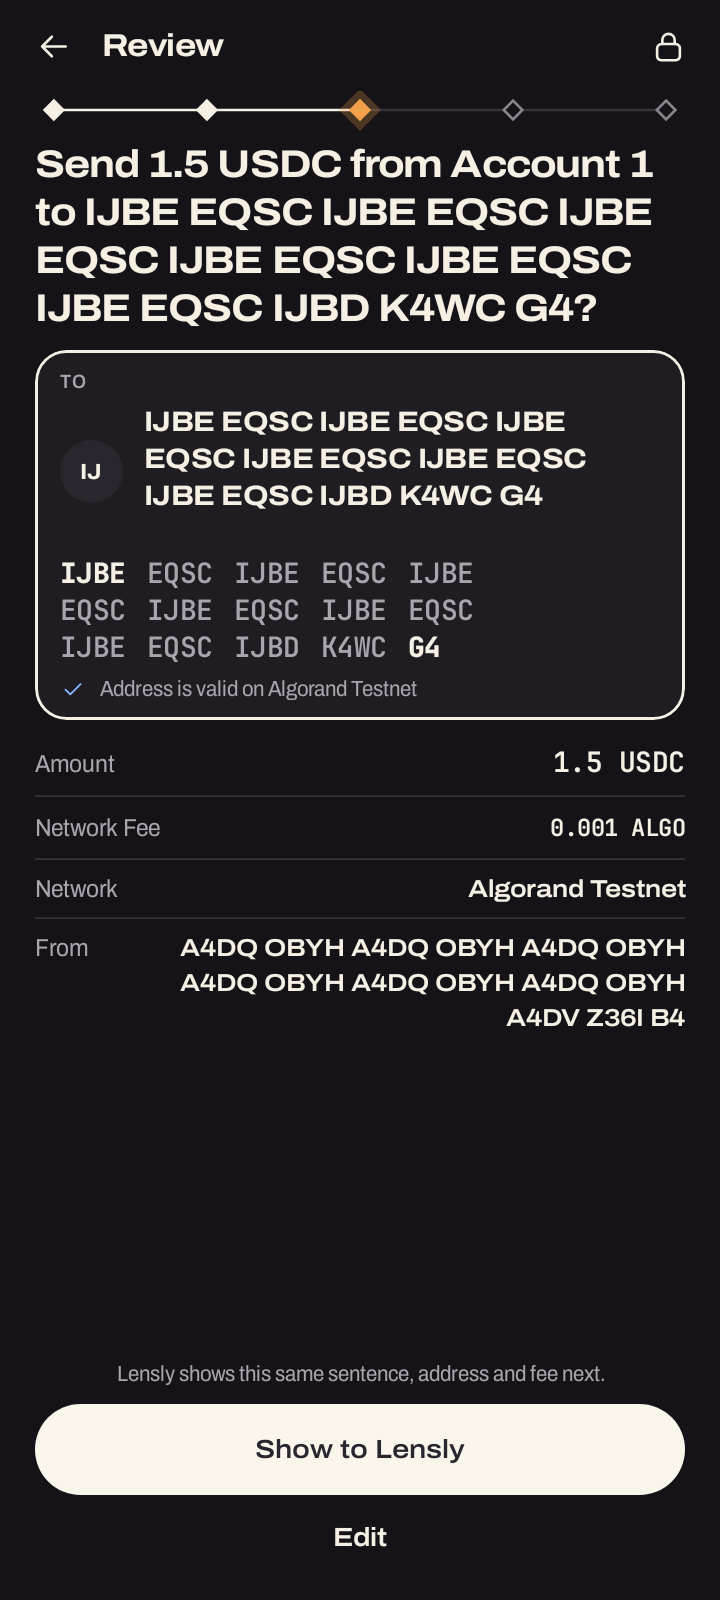 Review
Send 1.5 USDC from Account 1
to IJBE EQSC IJBE EQSC IJBE
EQSC IJBE EQSC IJBE EQSC
IJBE EQSC IJBD K4WC G4?
TO
IJ
IJBE EQSC IJBE EQSC IJBE
EQSC IJBE EQSC IJBE EQSC
IJBE EQSC IJBD K4WC G4
IJBE EQSC IJBE EQSC IJBE
EQSC IJBE EQSC IJBE EQSC
IJBE EQSC IJBD K4WC G4
Address is valid on Algorand Testnet
Amount 1.5 USDC
Network Fee 0.001 ALGO
Network Algorand Testnet
From A4DQ OBYH A4DQ OBYH A4DQ OBYH
A4DQ OBYH A4DQ OBYH A4DQ OBYH
A4DV Z36I B4
Lensly shows this same sentence, address and fee next.
Show to Lensly
Edit